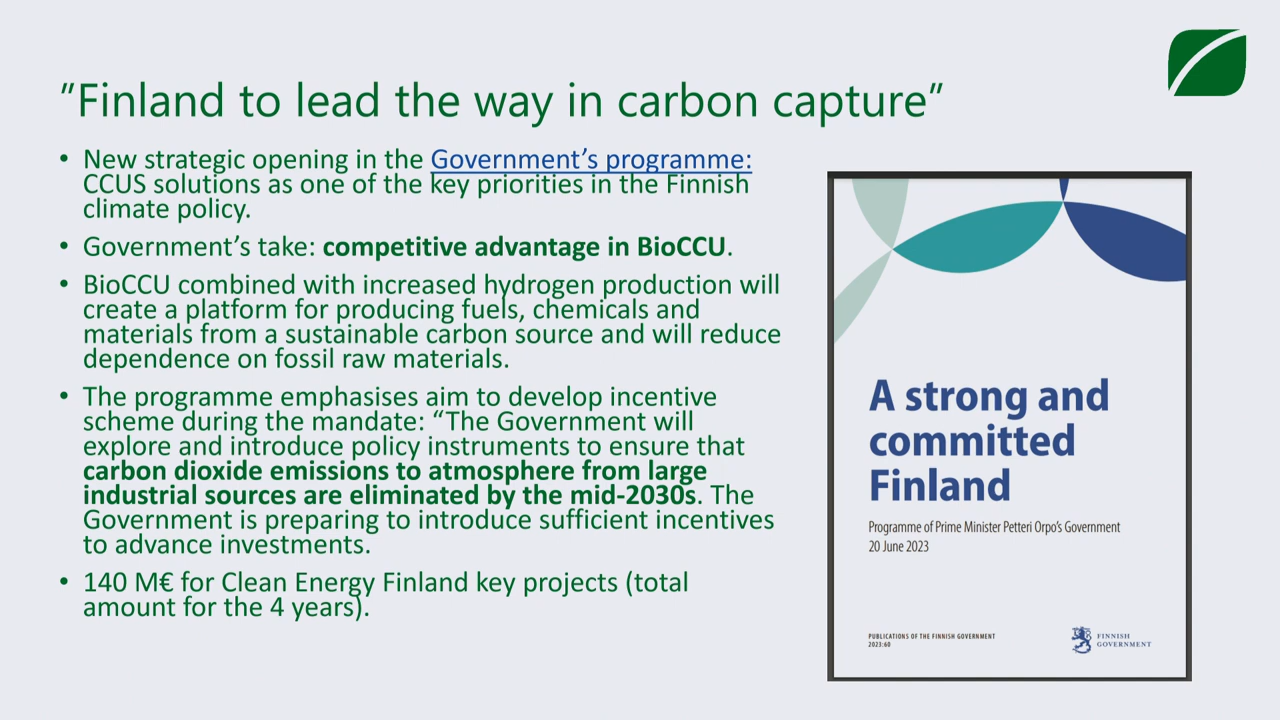 ”Finland to lead the way in carbon capture”
• New strategic opening in the Government’s programme:
CCUS solutions as one of the key priorities in the Finnish
climate policy.
• Government’s take: competitive advantage in BioCCU.
• BioCCU combined with increased hydrogen production will
create a platform for producing fuels, chemicals and
materials from a sustainable carbon source and will reduce
dependence on fossil raw materials.
• The programme emphasises aim to develop incentive
scheme during the mandate: “The Government will
explore and introduce policy instruments to ensure that
carbon dioxide emissions to atmosphere from large
industrial sources are eliminated by the mid-2030s. The
Government is preparing to introduce sufficient incentives
to advance investments.
• 140 M€ for Clean Energy Finland key projects (total
amount for the 4 years).
A strong and
committed
Finland
Programme of Prime Minister Petteri Orpo’s Government
20 June 2023
PUBLICATIONS OF THE FINNISH GOVERNMENT
2023:60
FINNISH
GOVERNMENT